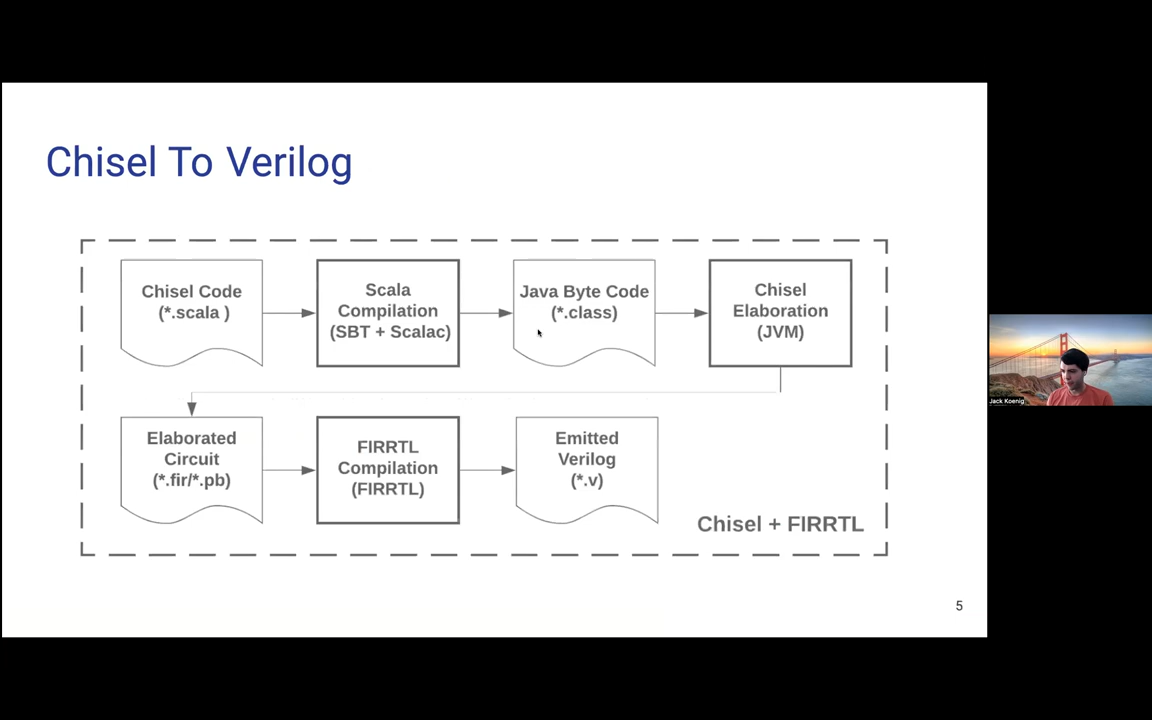 Chisel To Verilog
Chisel Code
(*.scala )
Scala
Compilation
(SBT + Scalac)
Java Byte Code
(*.class)
Chisel
Elaboration
(JVM)
Elaborated
Circuit
(*.fir/*.pb)
FIRRTL
Compilation
(FIRRTL)
Emitted
Verilog
(*.v)
Chisel + FIRRTL
5
Jack Koenig